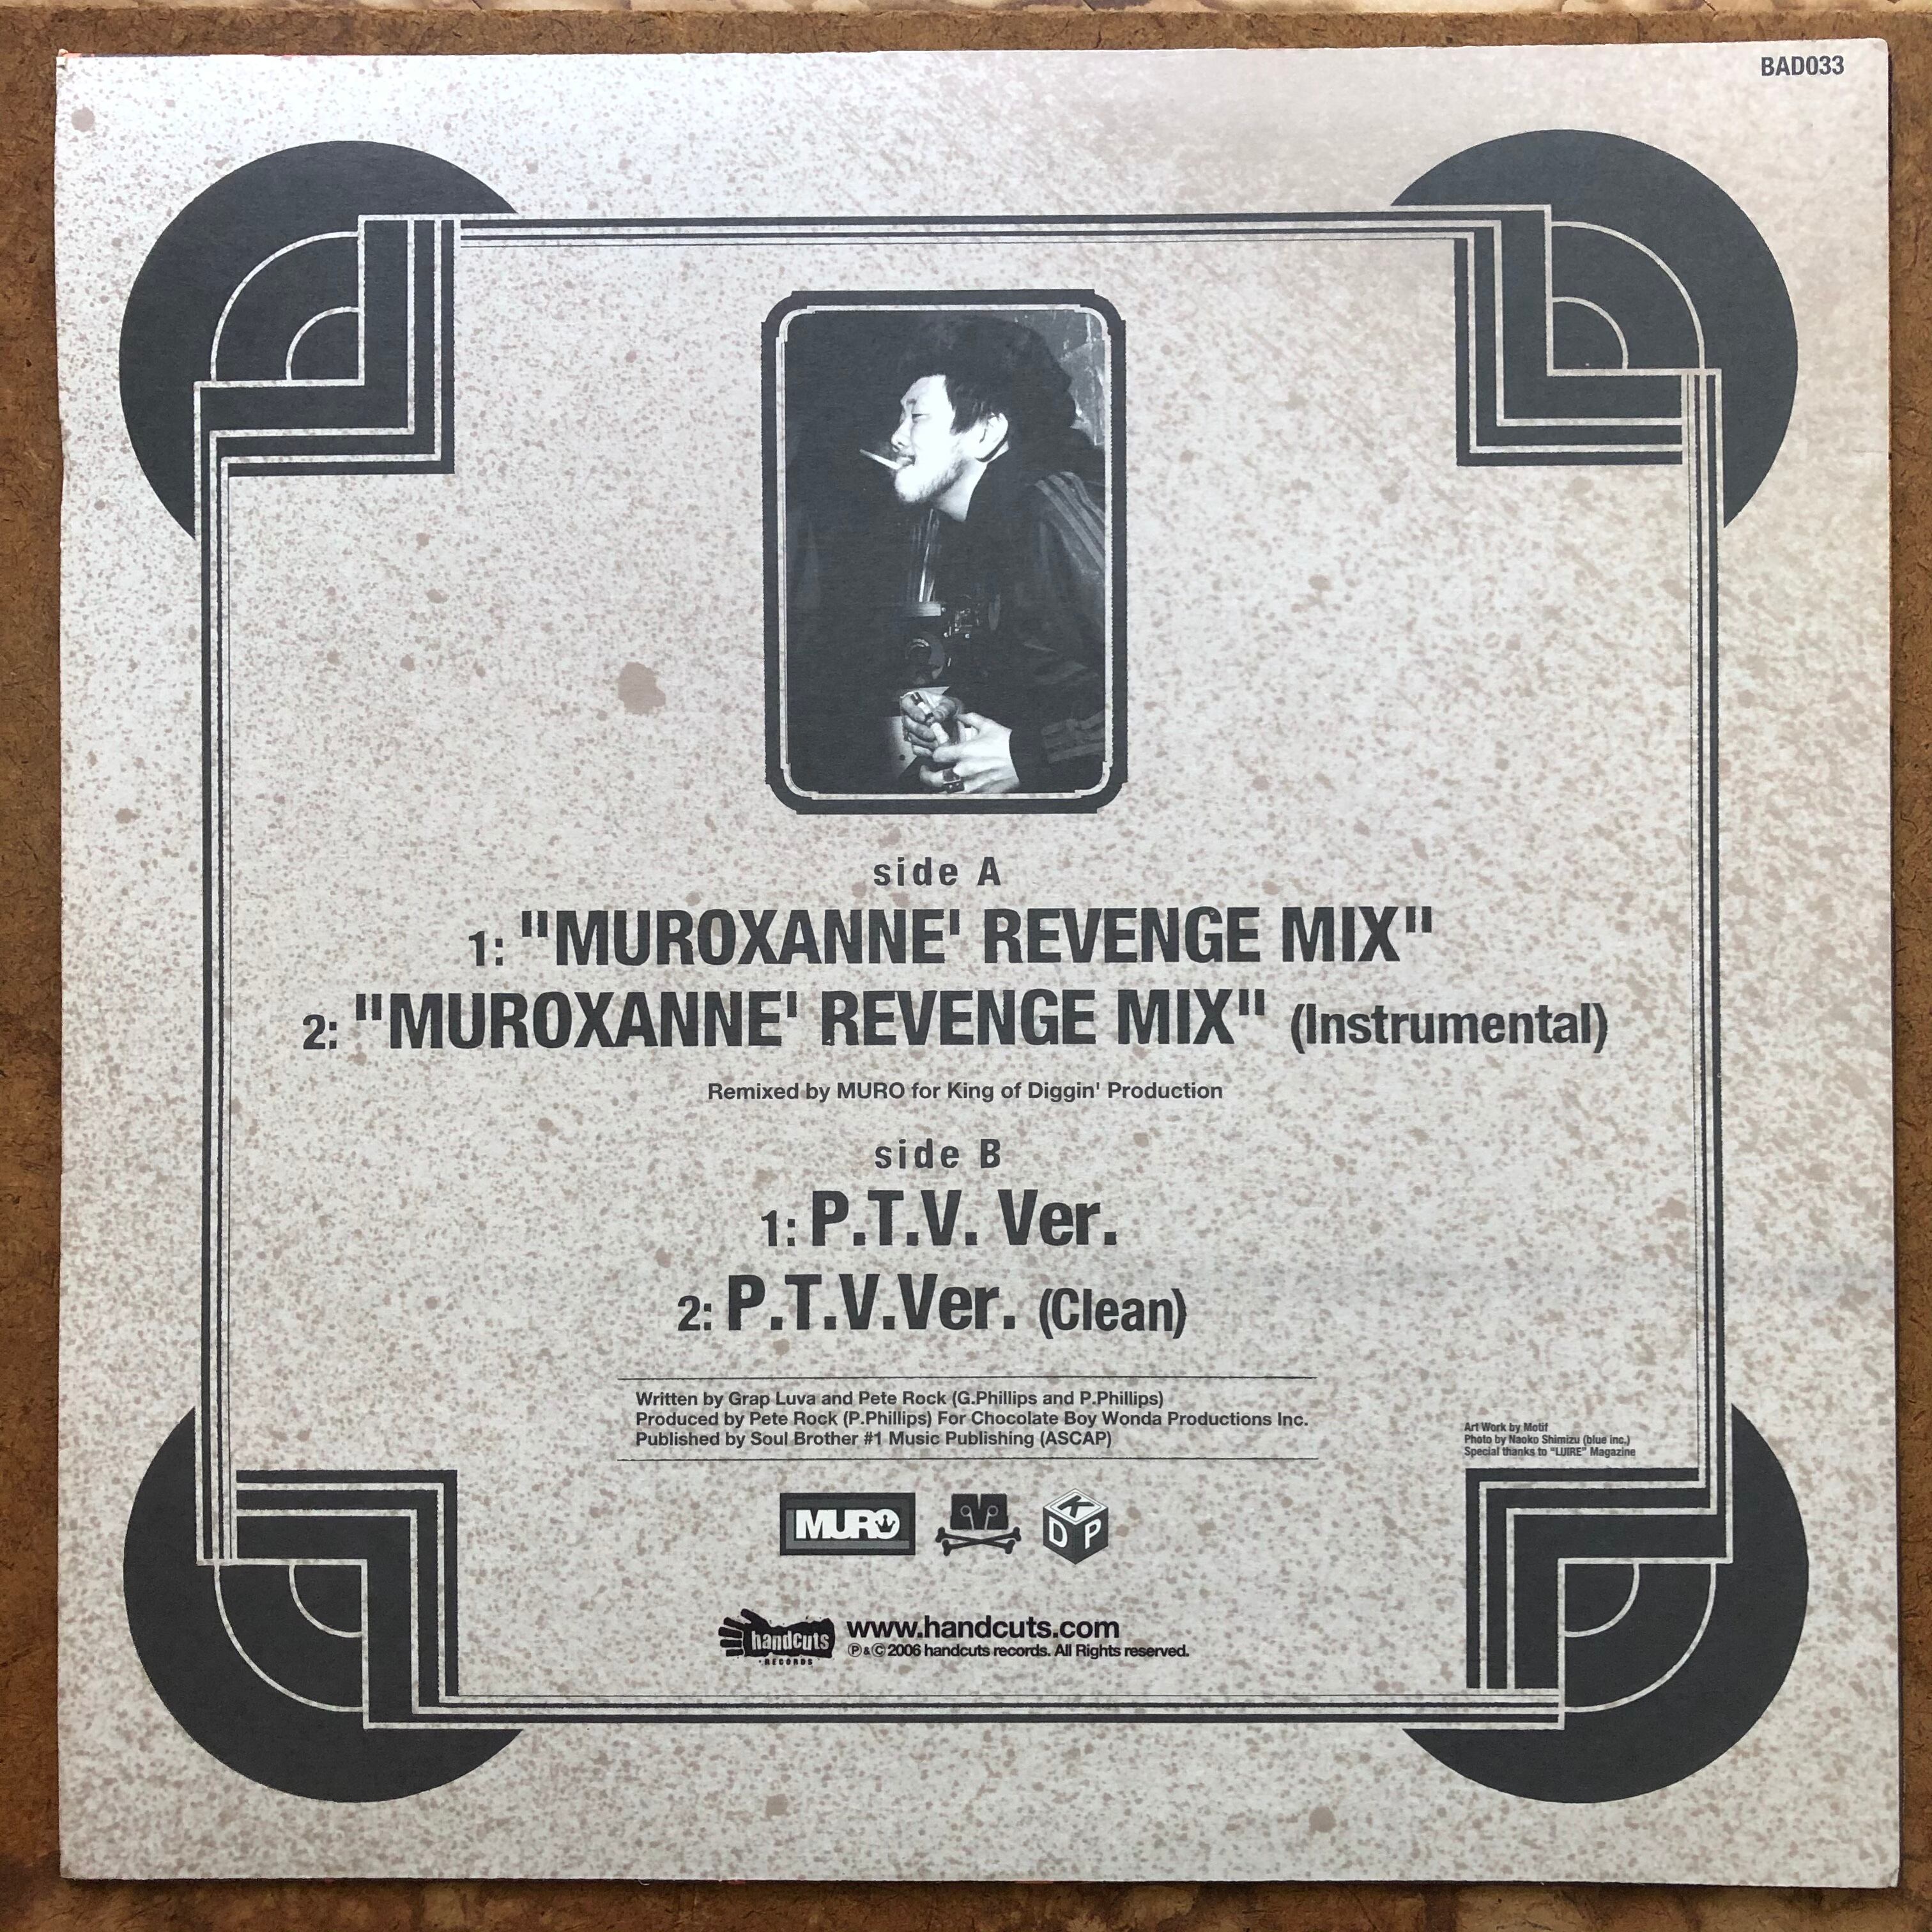 BAD033
side A
1: "MUROXANNE' REVENGE MIX"
2: "MUROXANNE' REVENGE MIX" (Instrumental)
Remixed by MURO for King of Diggin' Production
side B
1: P.T.V. Ver.
2: P.T.V.Ver. (Clean)
Written by Grap Luva and Pete Rock (G.Phillips and P.Phillips)
Produced by Pete Rock (P.Phillips) For Chocolate Boy Wonda Productions Inc.
Published by Soul Brother #1 Music Publishing (ASCAP)
Art Work by Motif
Photo by Naoko Shimizu (blue inc.)
Special thanks to "LUIRE" Magazine
MURO
K D P
handcuts RECORDS
www.handcuts.com
℗&©2006 handcuts records. All Rights reserved.